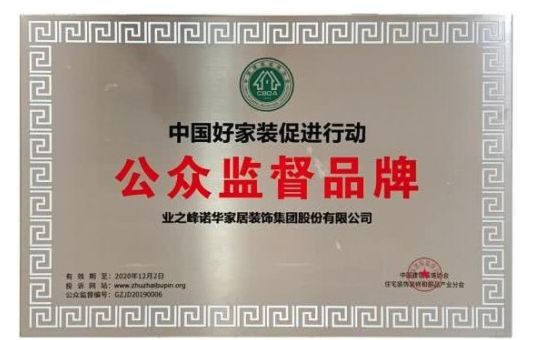 CBDA
中国好家装促进行动
公众监督品牌
业之峰诺华家居装饰集团股份有限公司
有效期至：2020年12月2日
投诉网站：www.zhuzhaibupin.org
公众监督编号：GZJD20190006
中国建筑装饰协会
住宅装饰装修和部品产业分会